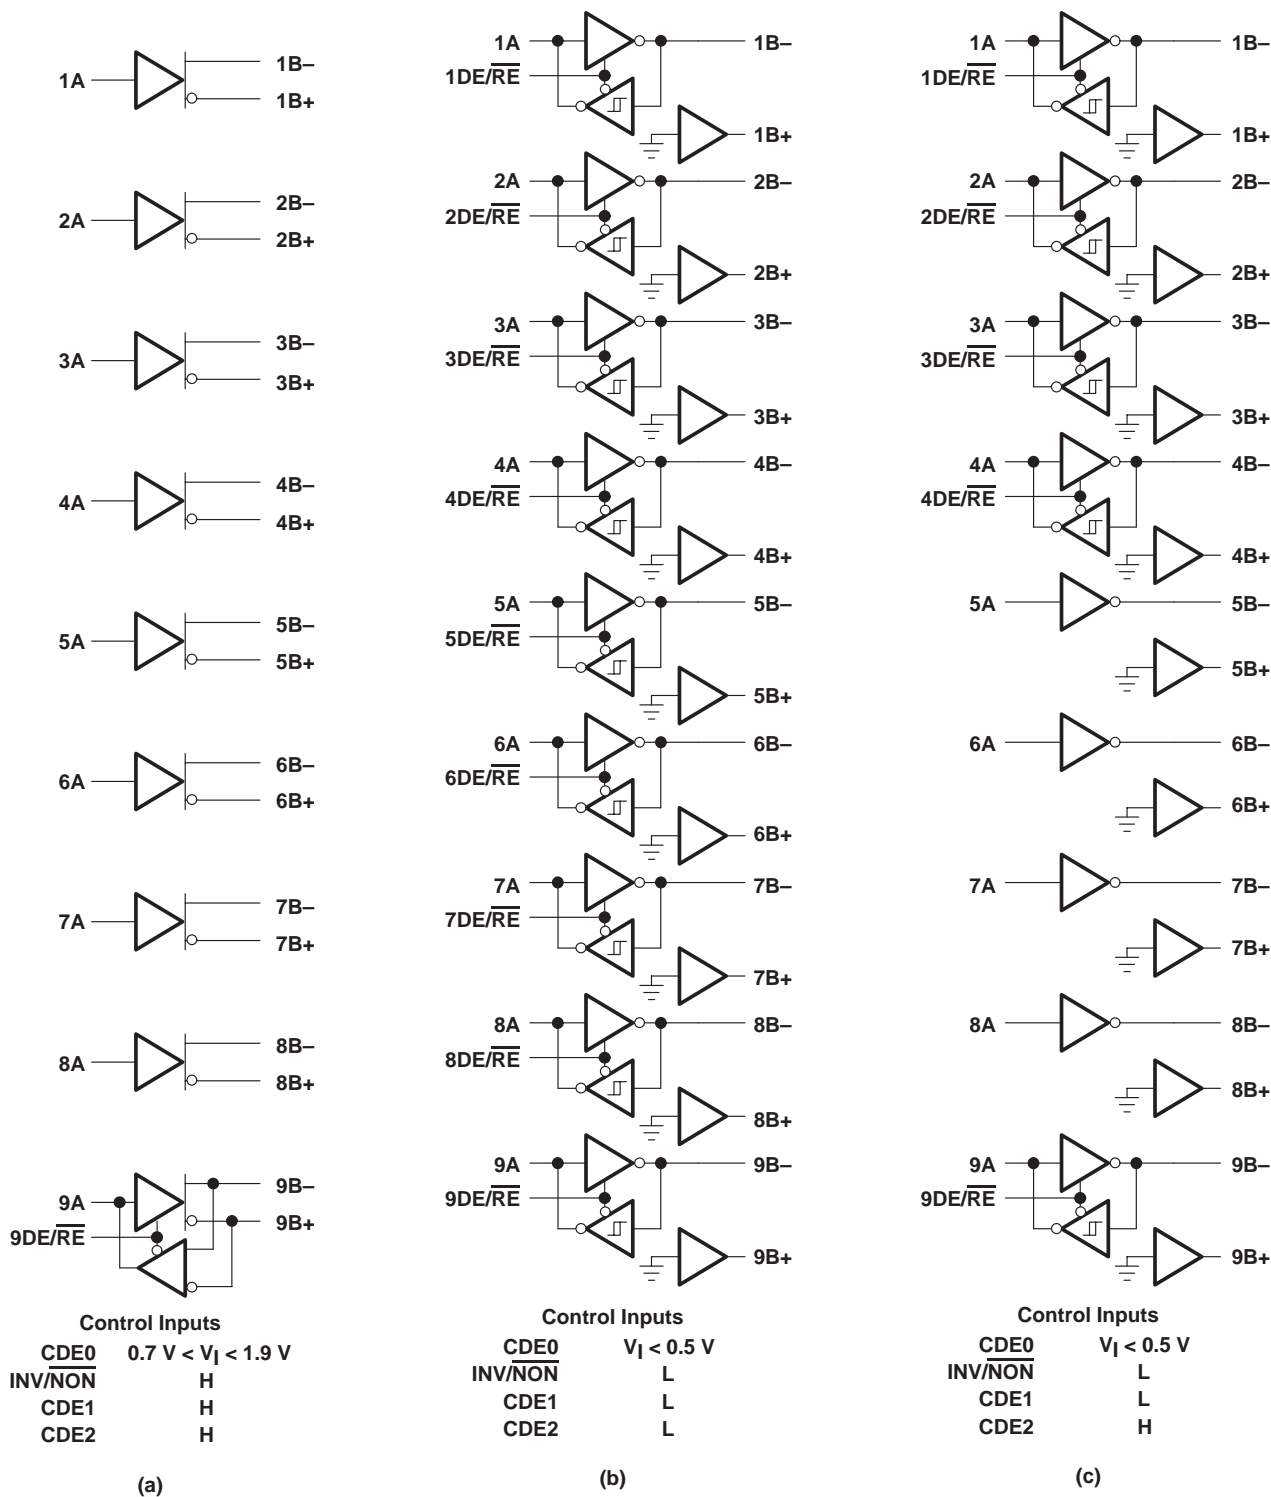 1A
1B–
1B+
2A
2B–
2B+
3A
3B–
3B+
4A
4B–
4B+
5A
5B–
5B+
6A
6B–
6B+
7A
7B–
7B+
8A
8B–
8B+
9A
9DE/RE
9B–
9B+
Control Inputs
CDE0 0.7 V < VI < 1.9 V
INV/NON H
CDE1 H
CDE2 H
(a)
1A
1B–
1DE/RE
1B+
2A
2B–
2DE/RE
2B+
3A
3B–
3DE/RE
3B+
4A
4B–
4DE/RE
4B+
5A
5B–
5DE/RE
5B+
6A
6B–
6DE/RE
6B+
7A
7B–
7DE/RE
7B+
8A
8B–
8DE/RE
8B+
9A
9B–
9DE/RE
9B+
Control Inputs
CDE0 VI < 0.5 V
INV/NON L
CDE1 L
CDE2 L
(b)
1A
1B–
1DE/RE
1B+
2A
2B–
2DE/RE
2B+
3A
3B–
3DE/RE
3B+
4A
4B–
4DE/RE
4B+
5A
5B–
5B+
6A
6B–
6B+
7A
7B–
7B+
8A
8B–
8B+
9A
9B–
9DE/RE
9B+
Control Inputs
CDE0 VI < 0.5 V
INV/NON L
CDE1 L
CDE2 H
(c)